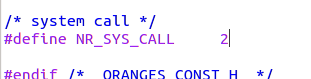 /* system call */
#define NR_SYS_CALL     2
#endif /* _ORANGES_CONST_H_ */